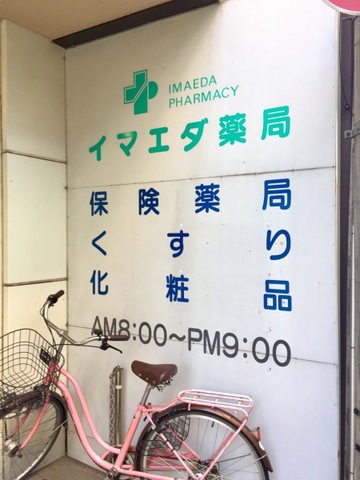 IMAEDA
PHARMACY
イマエダ薬局
保険薬局
くすり
化粧品
AM8:00～PM9:00